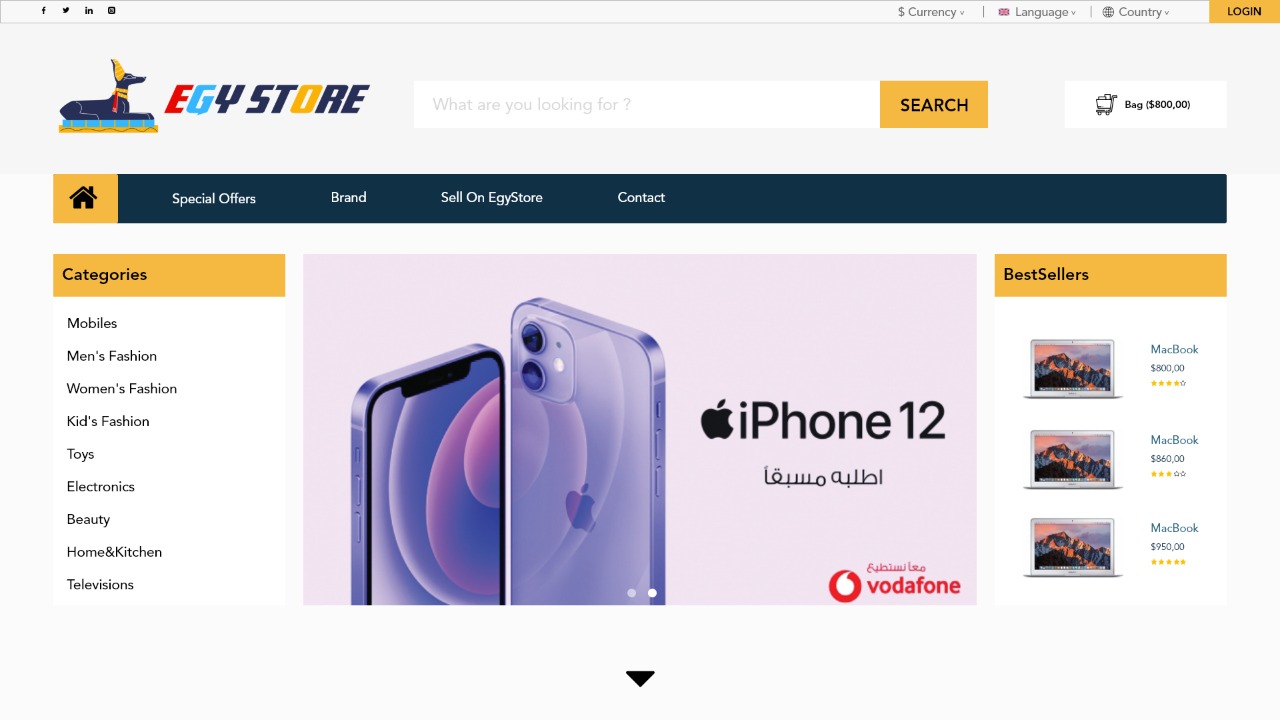 $ Currency
Language
Country
LOGIN
EGY STORE
What are you looking for ?
SEARCH
Bag ($800,00)
Special Offers
Brand
Sell On EgyStore
Contact
Categories
Mobiles
Men's Fashion
Women's Fashion
Kid's Fashion
Toys
Electronics
Beauty
Home&Kitchen
Televisions
iPhone 12
اطلبه مسبقاً
معاً نستطيع
vodafone
BestSellers
MacBook
$800,00
MacBook
$860,00
MacBook
$950,00